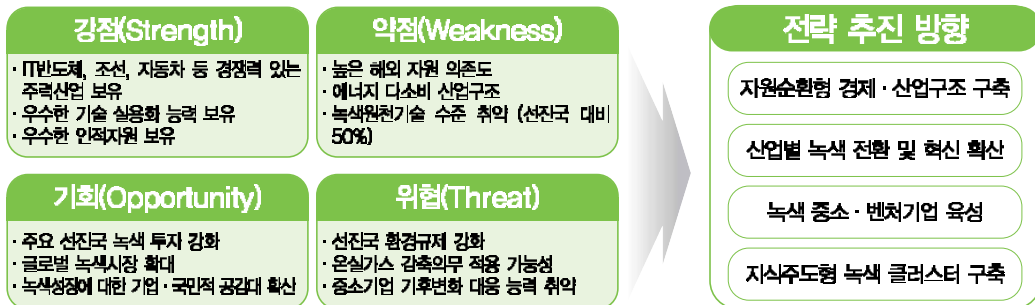 강점(Strength)
· IT반도체, 조선, 자동차 등 경쟁력 있는
주력산업 보유
· 우수한 기술 실용화 능력 보유
· 우수한 인적자원 보유
약점(Weakness)
· 높은 해외 자원 의존도
· 에너지 다소비 산업구조
· 녹색원천기술 수준 취약 (선진국 대비
50%)
기회(Opportunity)
· 주요 선진국 녹색 투자 강화
· 글로벌 녹색시장 확대
· 녹색성장에 대한 기업 · 국민적 공감대 확산
위협(Threat)
· 선진국 환경규제 강화
· 온실가스 감축의무 적용 가능성
· 중소기업 기후변화 대응 능력 취약
전략 추진 방향
자원순환형 경제 · 산업구조 구축
산업별 녹색 전환 및 혁신 확산
녹색 중소 · 벤처기업 육성
지식주도형 녹색 클러스터 구축